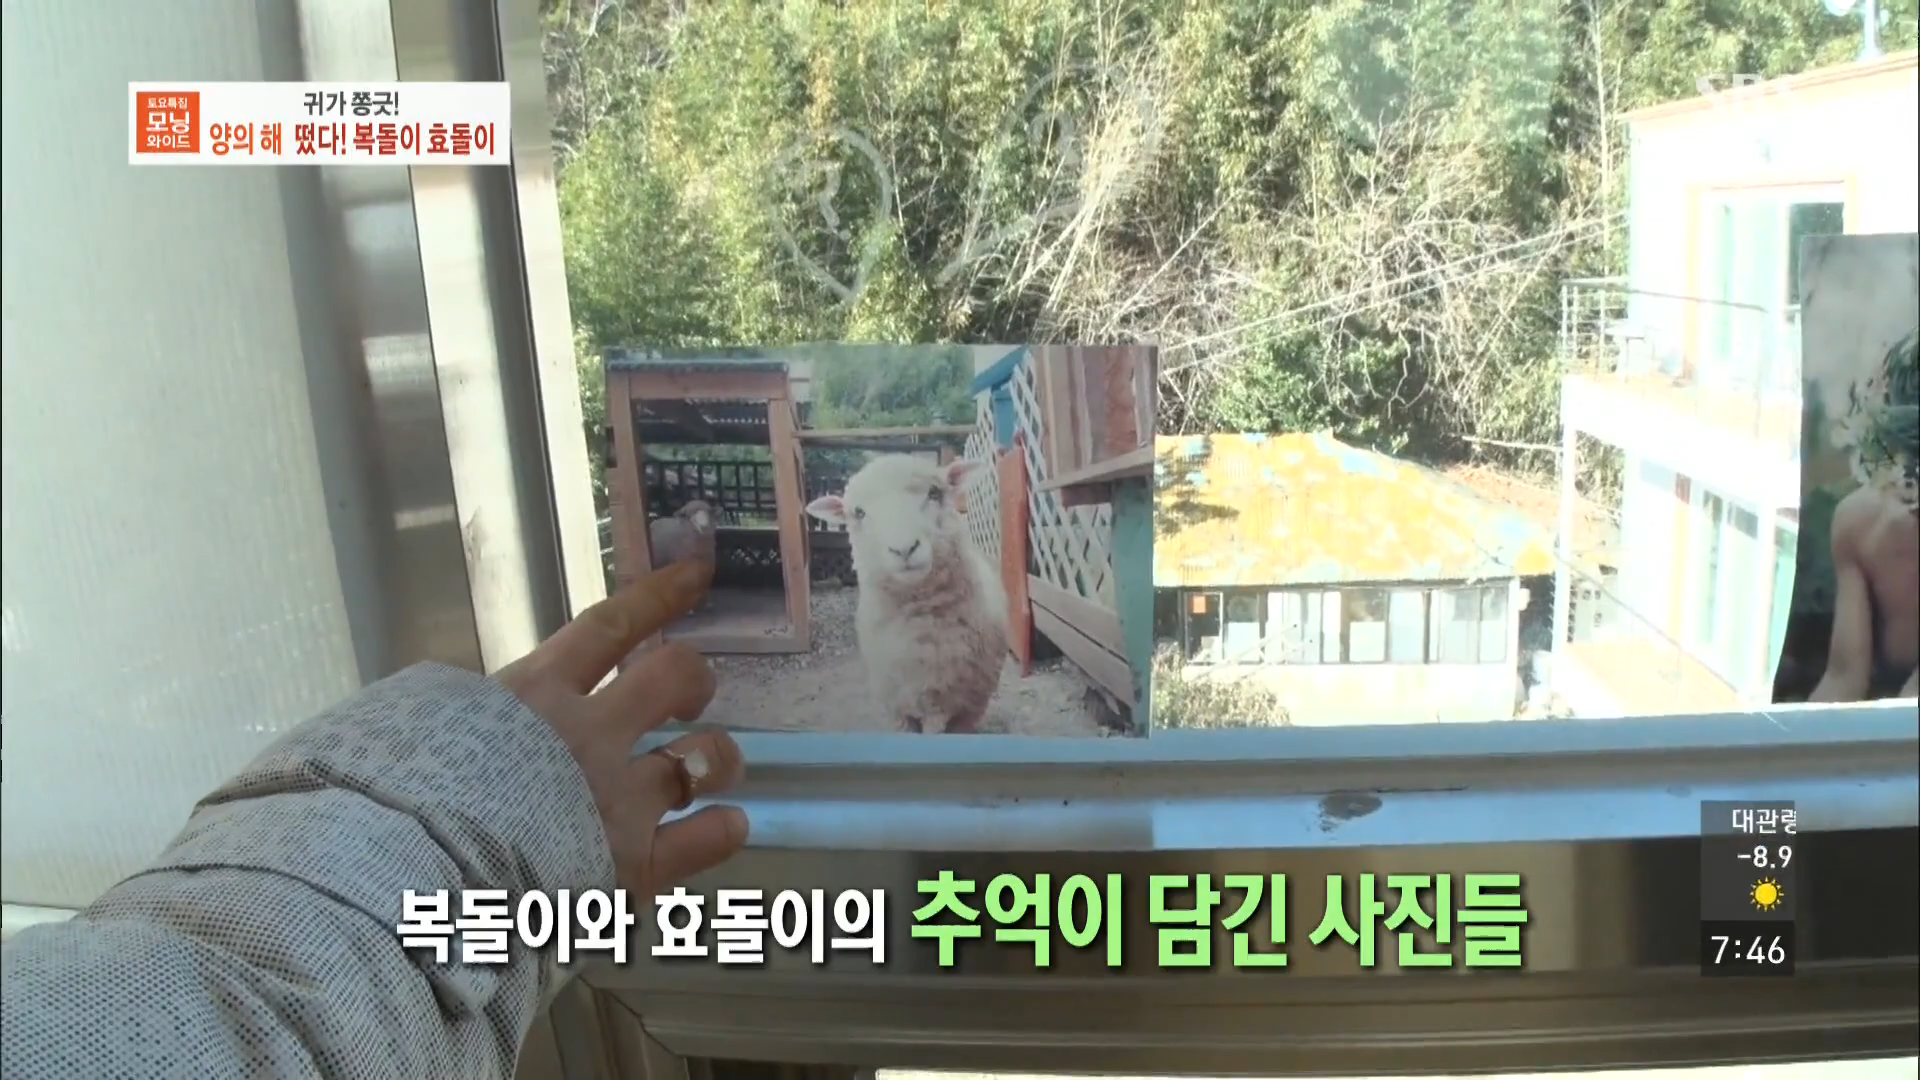 토요특집
모닝
와이드
귀가 쫑긋!
양의 해 떴다! 복돌이 효돌이
SBS
복돌이와 효돌이의 추억이 담긴 사진들
대관령
-8.9
7:46